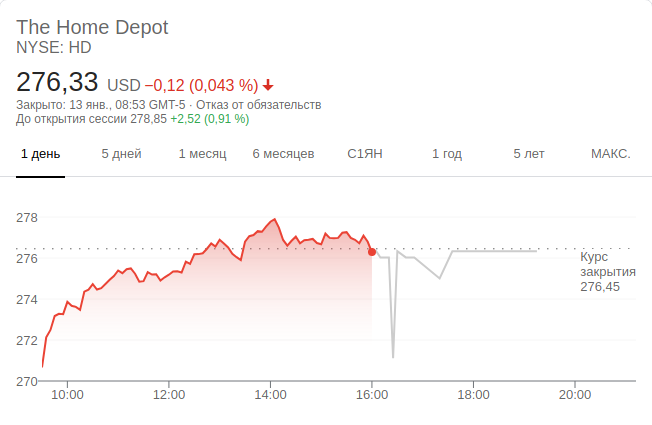 The Home Depot
NYSE: HD
276,33 USD −0,12 (0,043 %)
Закрыто: 13 янв., 08:53 GMT-5 · Отказ от обязательств
До открытия сессии 278,85 +2,52 (0,91 %)
1 день 5 дней 1 месяц 6 месяцев С1ЯН 1 год 5 лет МАКС.
278
276
274
272
270
Курс
закрытия
276,45
10:00 12:00 14:00 16:00 18:00 20:00